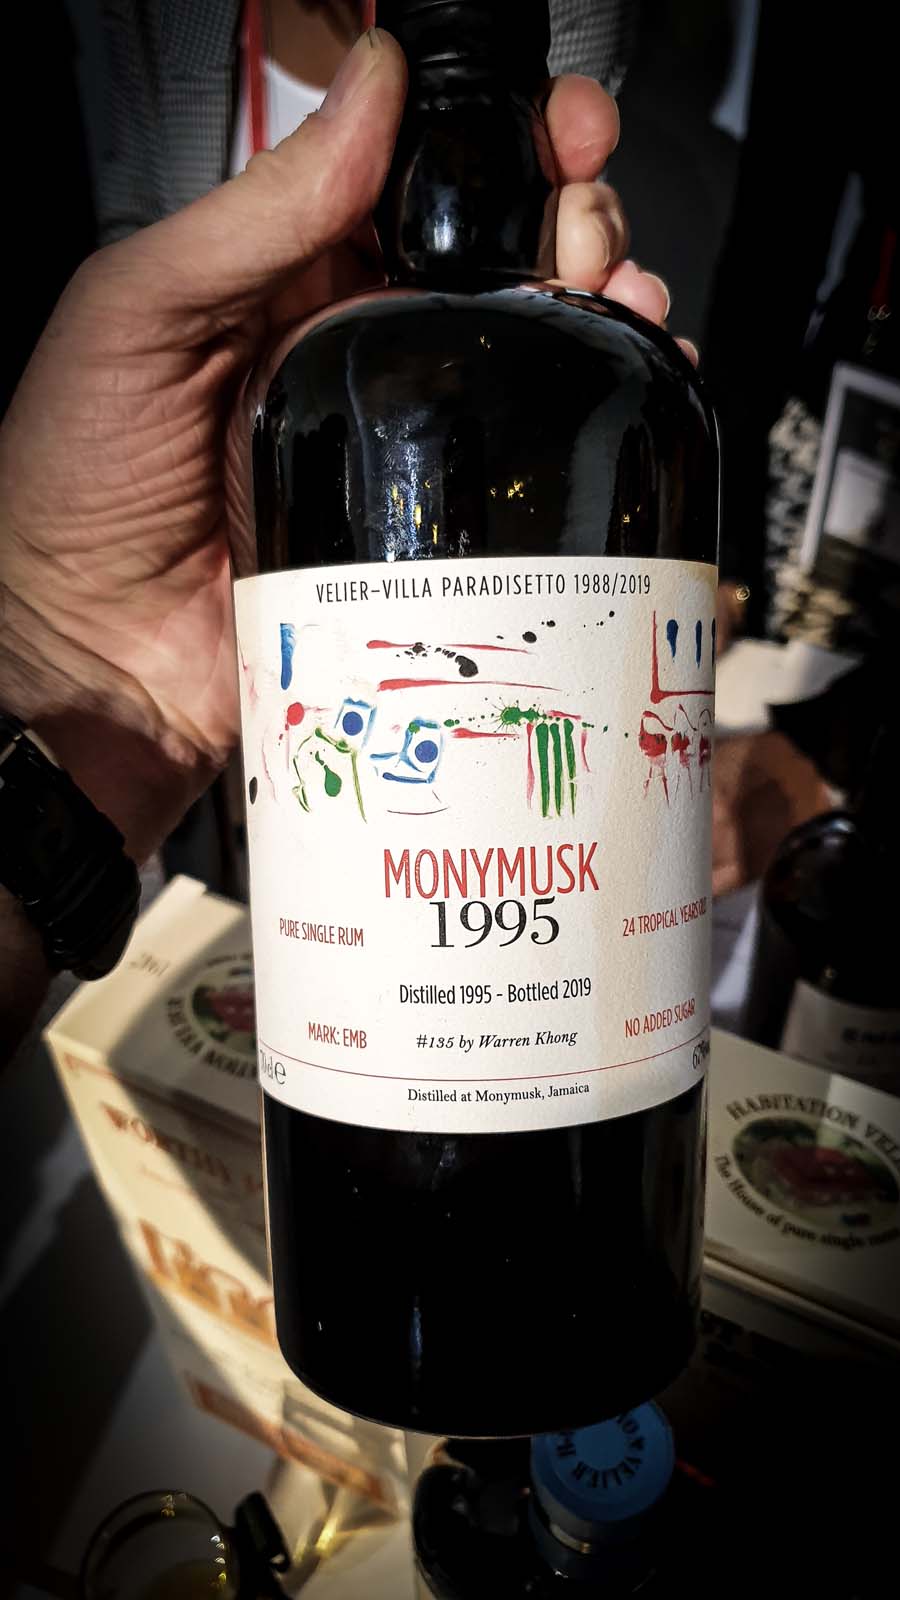 VELIER-VILLA PARADISETTO 1988/2019
MONYMUSK
1995
PURE SINGLE RUM
24 TROPICAL YEARS OLD
Distilled 1995 - Bottled 2019
MARK: EMB
#135 by Warren Khong
NO ADDED SUGAR
70cl e
Distilled at Monymusk, Jamaica
HABITATION VELI
The House of pure single
WORTHY